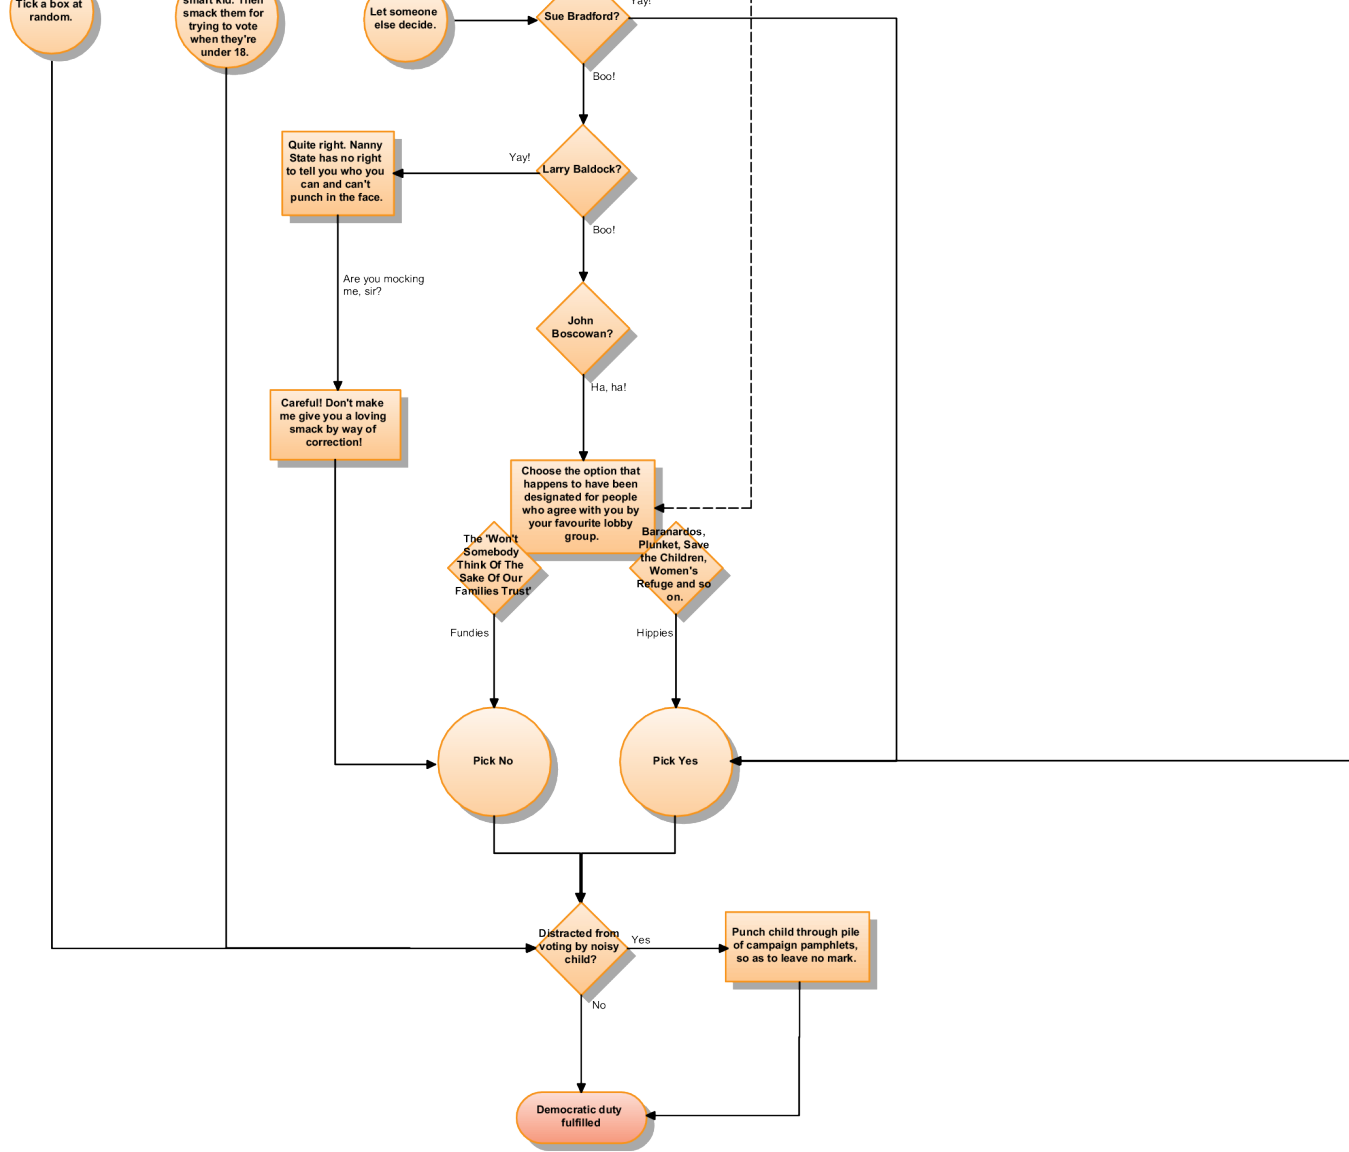 Tick a box at
random.
smart kid. Then
smack them for
trying to vote
when they're
under 18.
Let someone
else decide.
Sue Bradford?
Yay!
Boo!
Quite right. Nanny
State has no right
to tell you who you
can and can't
punch in the face.
Yay!
Larry Baldock?
Boo!
Are you mocking
me, sir?
John
Boscowan?
Ha, ha!
Careful! Don't make
me give you a loving
smack by way of
correction!
Choose the option that
happens to have been
designated for people
who agree with you by
your favourite lobby
group.
The 'Won't
Somebody
Think Of The
Sake Of Our
Families Trust'
Baranardos,
Plunket, Save
the Children,
Women's
Refuge and so
on.
Fundies
Hippies
Pick No
Pick Yes
Distracted from
voting by noisy
child?
Yes
Punch child through pile
of campaign pamphlets,
so as to leave no mark.
No
Democratic duty
fulfilled